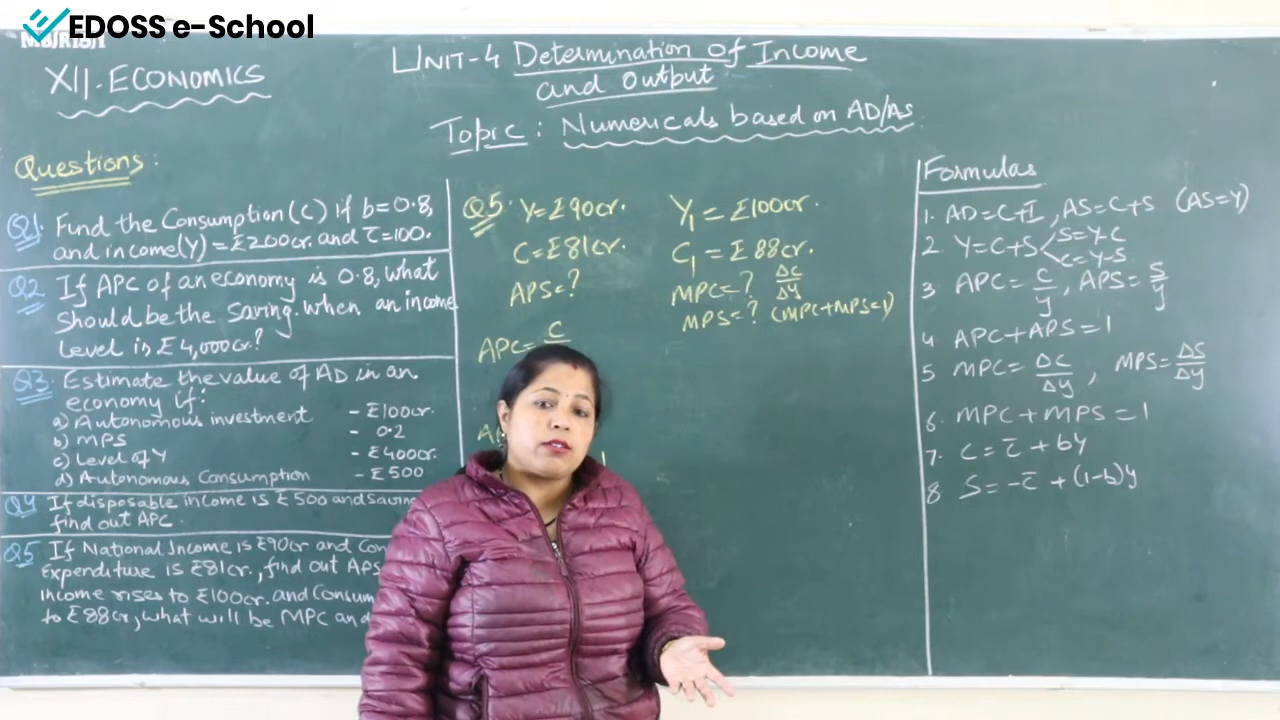 EDOSS e-School
MB/R18/1
XII-ECONOMICS
UNIT-4 Determination of Income
and Output
Topic : Numericals based on AD/AS
Questions:
Q1 Find the Consumption(C) if b=0.8,
and income(Y)=₹200cr. and c̄=100.
Q2 If APC of an economy is 0.8, what
should be the saving. when an income
level is ₹4,000cr.?
Q3 Estimate the value of AD in an
economy if:
a) Autonomous investment - ₹100cr.
b) MPS - 0.2
c) Level of Y - ₹4000cr.
d) Autonomous Consumption - ₹500
Q4 If disposable income is ₹500 and
find out APC.
Q5 If National Income is ₹90cr and
expenditure is ₹81cr., find out APS
income rises to ₹100cr. and
to ₹88cr, what will be MPC and
Q5. Y=₹90cr.
C=₹81cr.
APS=?
APC= C
Y₁=₹100cr.
C₁=₹88cr.
MPC=? ΔC/ΔY
MPS=? (MPC+MPS=1)
Formulas
1. AD=C+I, AS=C+S (AS=Y)
2 Y=C+S < S=Y-C
C=Y-S
3 APC=C/Y, APS=S/Y
4 APC+APS=1
5 MPC=ΔC/ΔY, MPS=ΔS/ΔY
6. MPC+MPS=1
7. C=c̄+bY
8 S=-c̄+(1-b)y